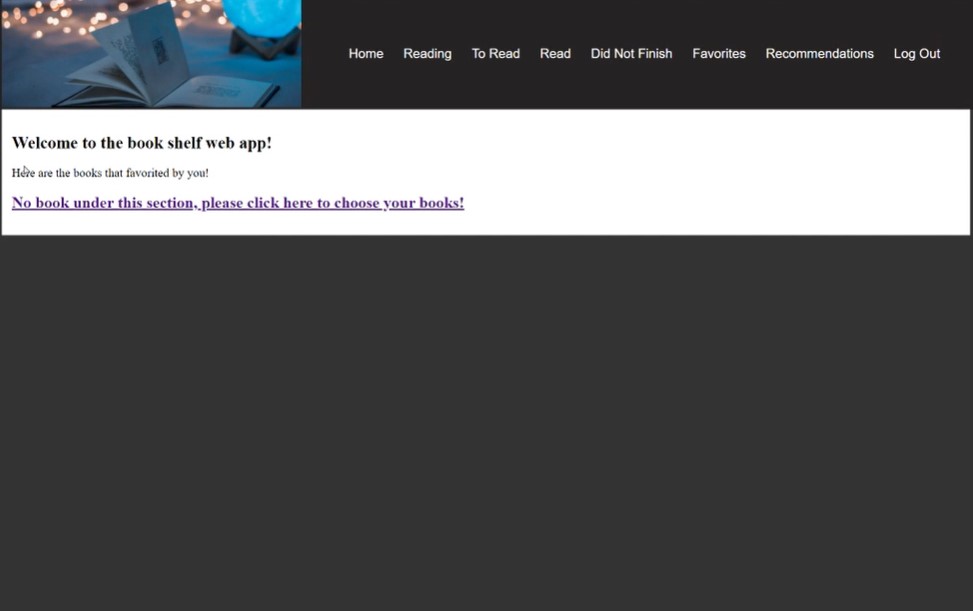 Home Reading To Read Read Did Not Finish Favorites Recommendations Log Out
Welcome to the book shelf web app!
Here are the books that favorited by you!
No book under this section, please click here to choose your books!